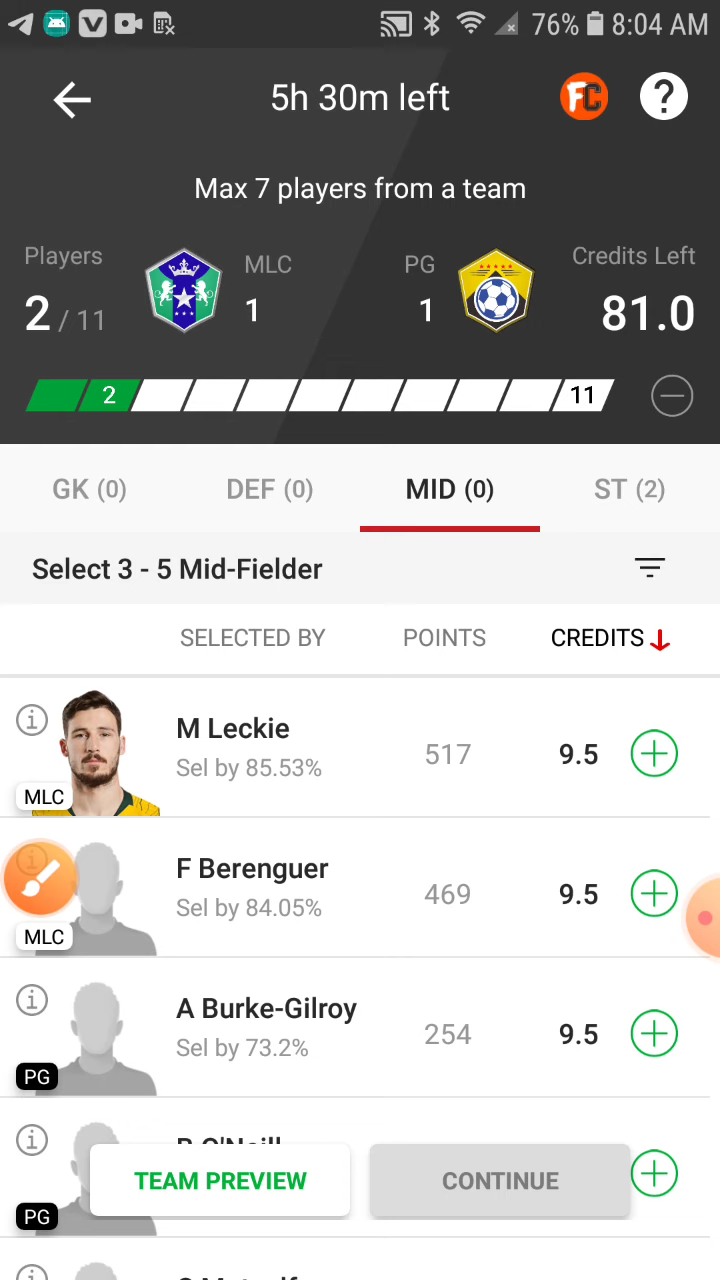 76% 8:04 AM
5h 30m left
FC
?
Max 7 players from a team
Players MLC PG Credits Left
2 / 11 1 1 81.0
2 11
GK (0) DEF (0) MID (0) ST (2)
Select 3 - 5 Mid-Fielder
SELECTED BY POINTS CREDITS
M Leckie
Sel by 85.53%
517 9.5
MLC
F Berenguer
Sel by 84.05%
469 9.5
MLC
A Burke-Gilroy
Sel by 73.2%
254 9.5
PG
TEAM PREVIEW CONTINUE
PG